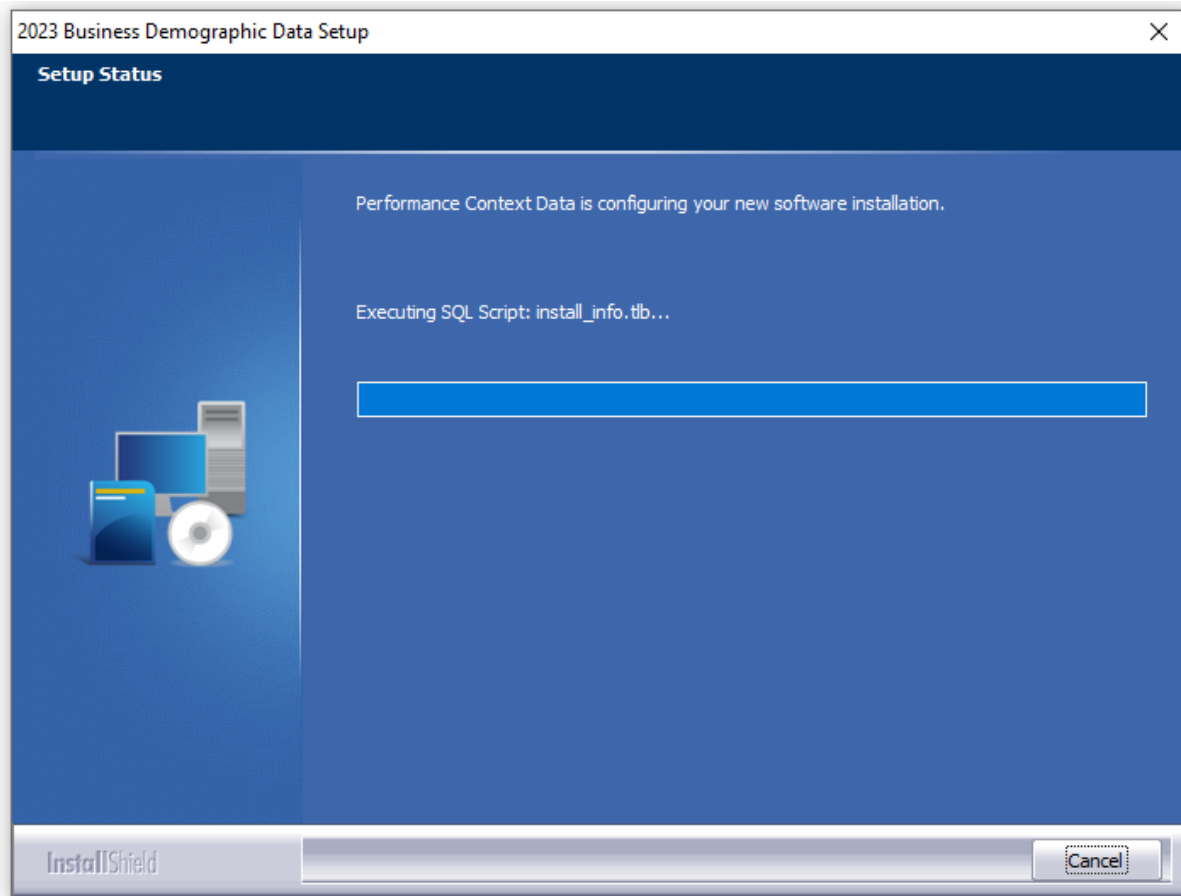 2023 Business Demographic Data Setup
Setup Status
Performance Context Data is configuring your new software installation.
Executing SQL Script: install_info.tlb...
InstallShield
Cancel